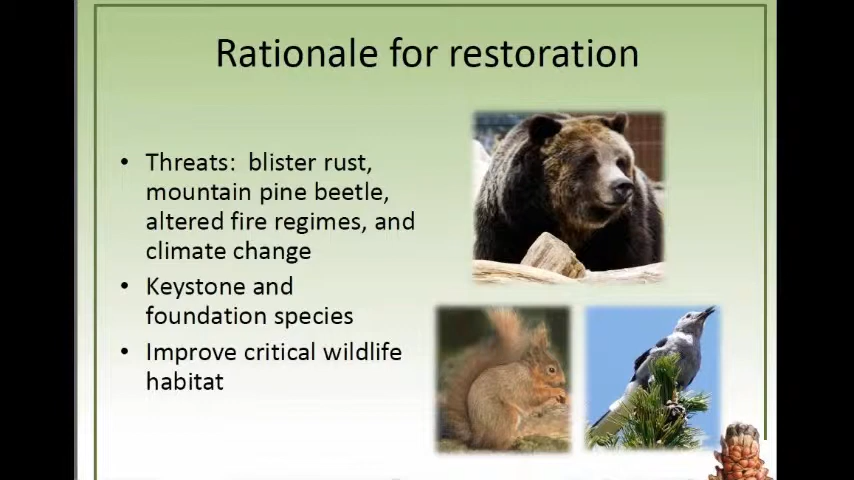 Rationale for restoration
• Threats:  blister rust,
mountain pine beetle,
altered fire regimes, and
climate change
• Keystone and
foundation species
• Improve critical wildlife
habitat